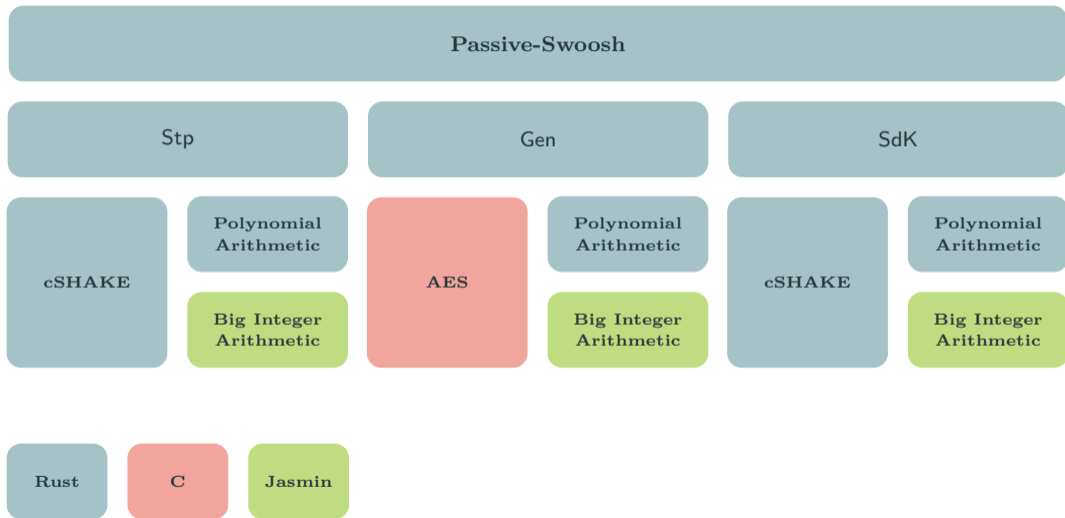 Passive-Swoosh
Stp
Gen
SdK
cSHAKE
Polynomial
Arithmetic
Big Integer
Arithmetic
AES
Polynomial
Arithmetic
Big Integer
Arithmetic
cSHAKE
Polynomial
Arithmetic
Big Integer
Arithmetic
Rust
C
Jasmin